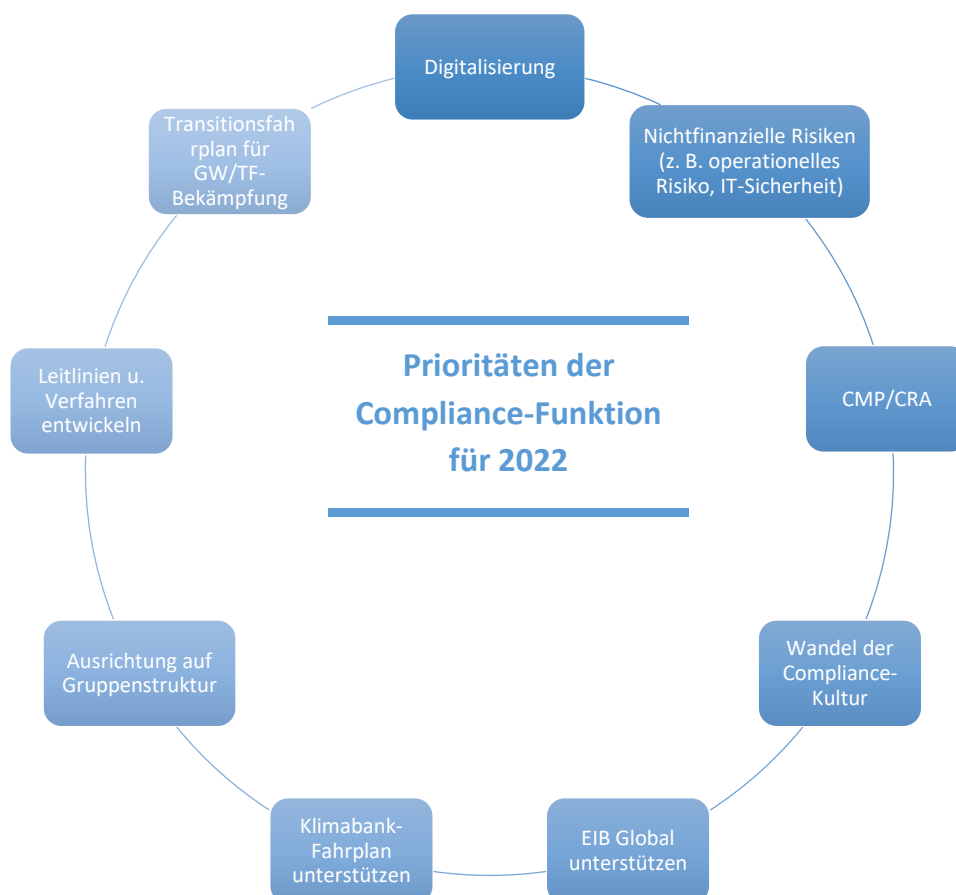 Digitalisierung
Nichtfinanzielle Risiken
(z. B. operationelles
Risiko, IT-Sicherheit)
CMP/CRA
Wandel der
Compliance-
Kultur
EIB Global
unterstützen
Klimabank-
Fahrplan
unterstützen
Ausrichtung auf
Gruppenstruktur
Leitlinien u.
Verfahren
entwickeln
Transitionsfah
rplan für
GW/TF-
Bekämpfung
Prioritäten der
Compliance-Funktion
für 2022